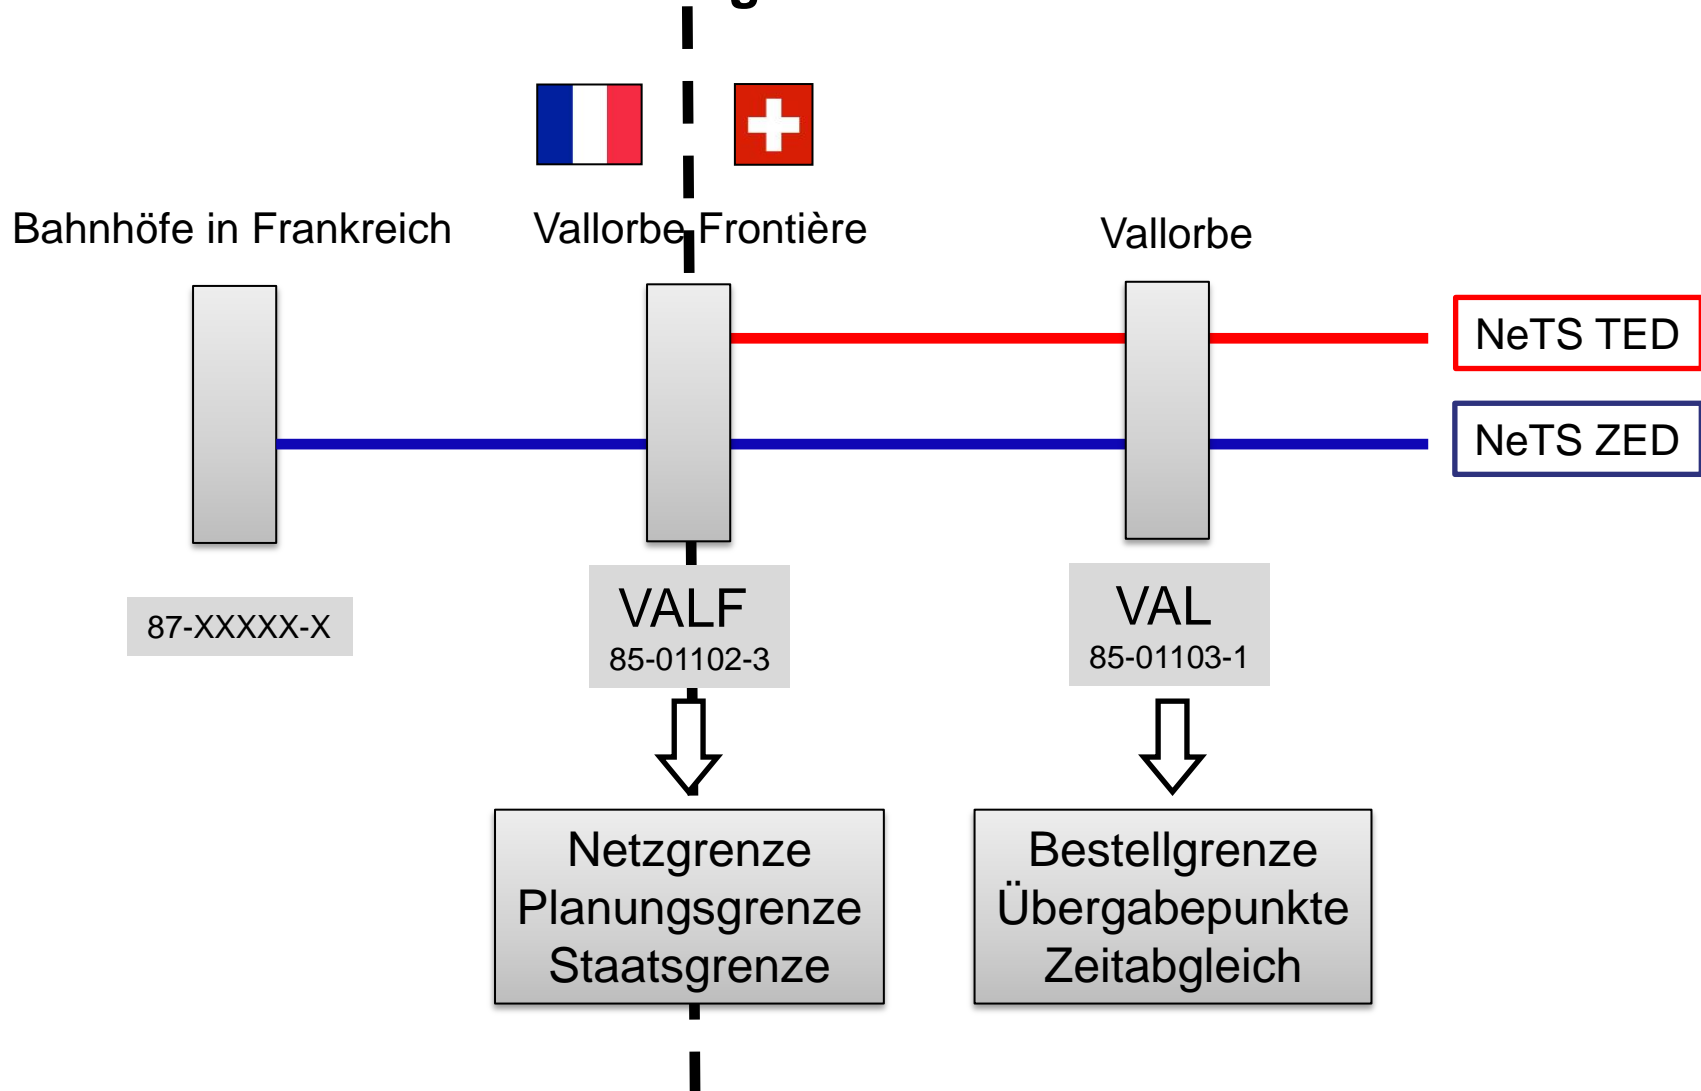 Bahnhöfe in Frankreich
Vallorbe Frontière
Vallorbe
NeTS TED
NeTS ZED
87-XXXXX-X
VALF
85-01102-3
VAL
85-01103-1
Netzgrenze
Planungsgrenze
Staatsgrenze
Bestellgrenze
Übergabepunkte
Zeitabgleich